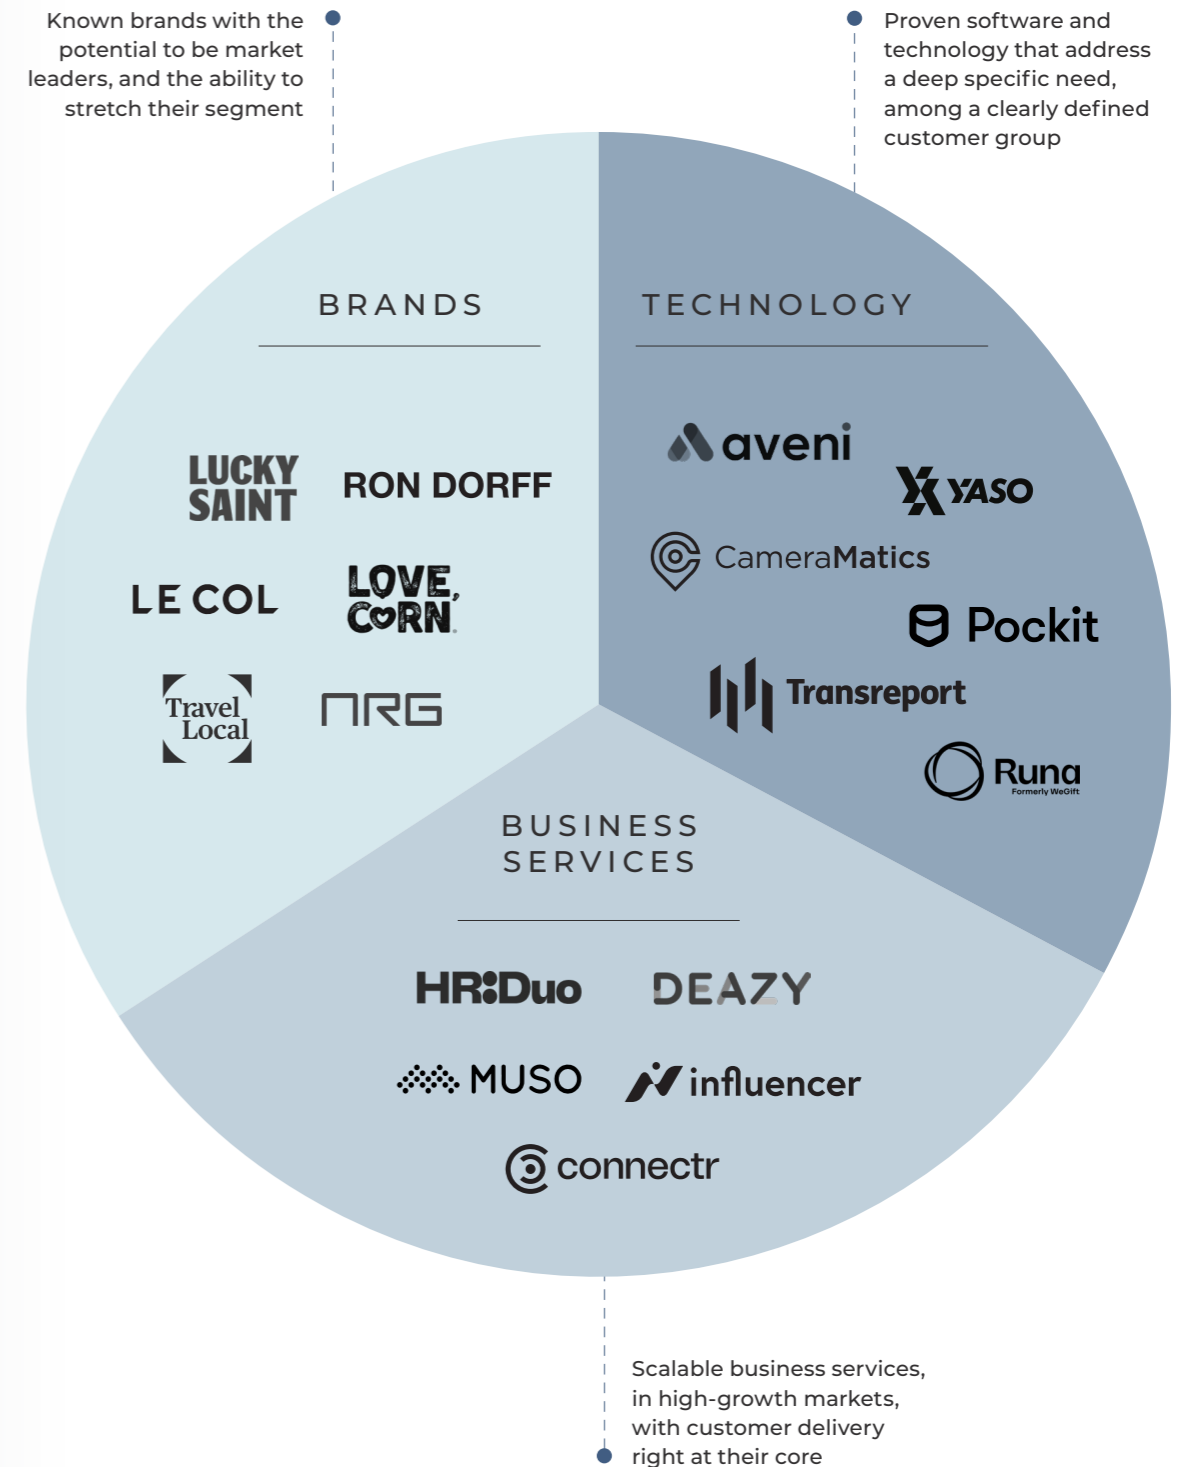 Known brands with the
potential to be market
leaders, and the ability to
stretch their segment
Proven software and
technology that address
a deep specific need,
among a clearly defined
customer group
BRANDS
LUCKY
SAINT
RON DORFF
LE COL
LOVE,
CORN.
Travel
Local
NRG
TECHNOLOGY
aveni
YASO
CameraMatics
Pockit
Transreport
Runa
Formerly WeGift
BUSINESS
SERVICES
HR:Duo
DEAZY
MUSO
influencer
connectr
Scalable business services,
in high-growth markets,
with customer delivery
right at their core